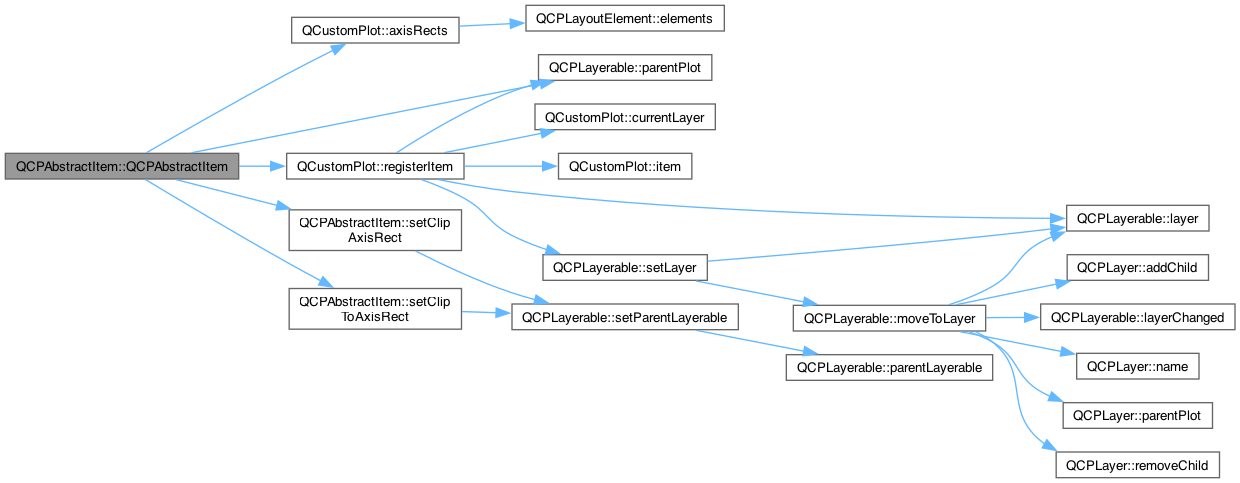 QCPAbstractItem::QCPAbstractItem
QCustomPlot::axisRects
QCPLayoutElement::elements
QCPLayerable::parentPlot
QCustomPlot::registerItem
QCustomPlot::currentLayer
QCustomPlot::item
QCPLayerable::layer
QCPLayerable::setLayer
QCPLayerable::moveToLayer
QCPLayer::addChild
QCPLayerable::layerChanged
QCPLayer::name
QCPLayer::parentPlot
QCPLayer::removeChild
QCPAbstractItem::setClip
AxisRect
QCPLayerable::setParentLayerable
QCPLayerable::parentLayerable
QCPAbstractItem::setClip
ToAxisRect